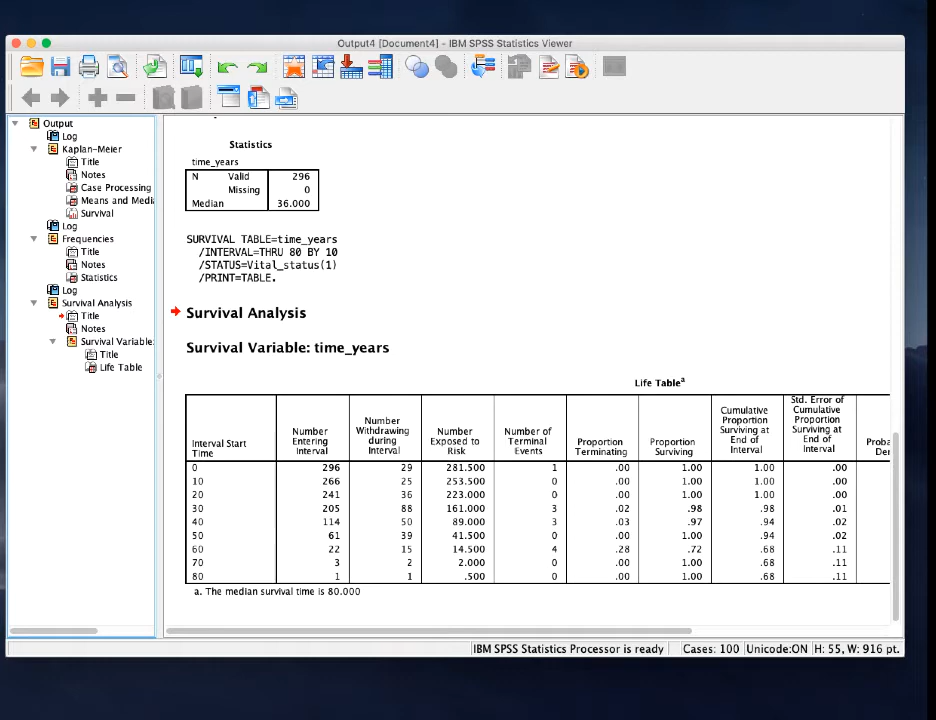 Output4 [Document4] - IBM SPSS Statistics Viewer
Output
Log
Kaplan-Meier
Title
Notes
Case Processing
Means and Medi
Survival
Log
Frequencies
Title
Notes
Statistics
Log
Survival Analysis
Title
Notes
Survival Variable:
Title
Life Table
Statistics
time_years
N Valid 296
Missing 0
Median 36.000
SURVIVAL TABLE=time_years
/INTERVAL=THRU 80 BY 10
/STATUS=Vital_status(1)
/PRINT=TABLE.
Survival Analysis
Survival Variable: time_years
Life Tablea
Interval Start Time Number Entering Interval Number Withdrawing during Interval Number Exposed to Risk Number of Terminal Events Proportion Terminating Proportion Surviving Cumulative Proportion Surviving at End of Interval Std. Error of Cumulative Proportion Surviving at End of Interval Proba Der
0 296 29 281.500 1 .00 1.00 1.00 .00
10 266 25 253.500 0 .00 1.00 1.00 .00
20 241 36 223.000 0 .00 1.00 1.00 .00
30 205 88 161.000 3 .02 .98 .98 .01
40 114 50 89.000 3 .03 .97 .94 .02
50 61 39 41.500 0 .00 1.00 .94 .02
60 22 15 14.500 4 .28 .72 .68 .11
70 3 2 2.000 0 .00 1.00 .68 .11
80 1 1 .500 0 .00 1.00 .68 .11
a. The median survival time is 80.000
IBM SPSS Statistics Processor is ready Cases: 100 Unicode:ON H: 55, W: 916 pt.